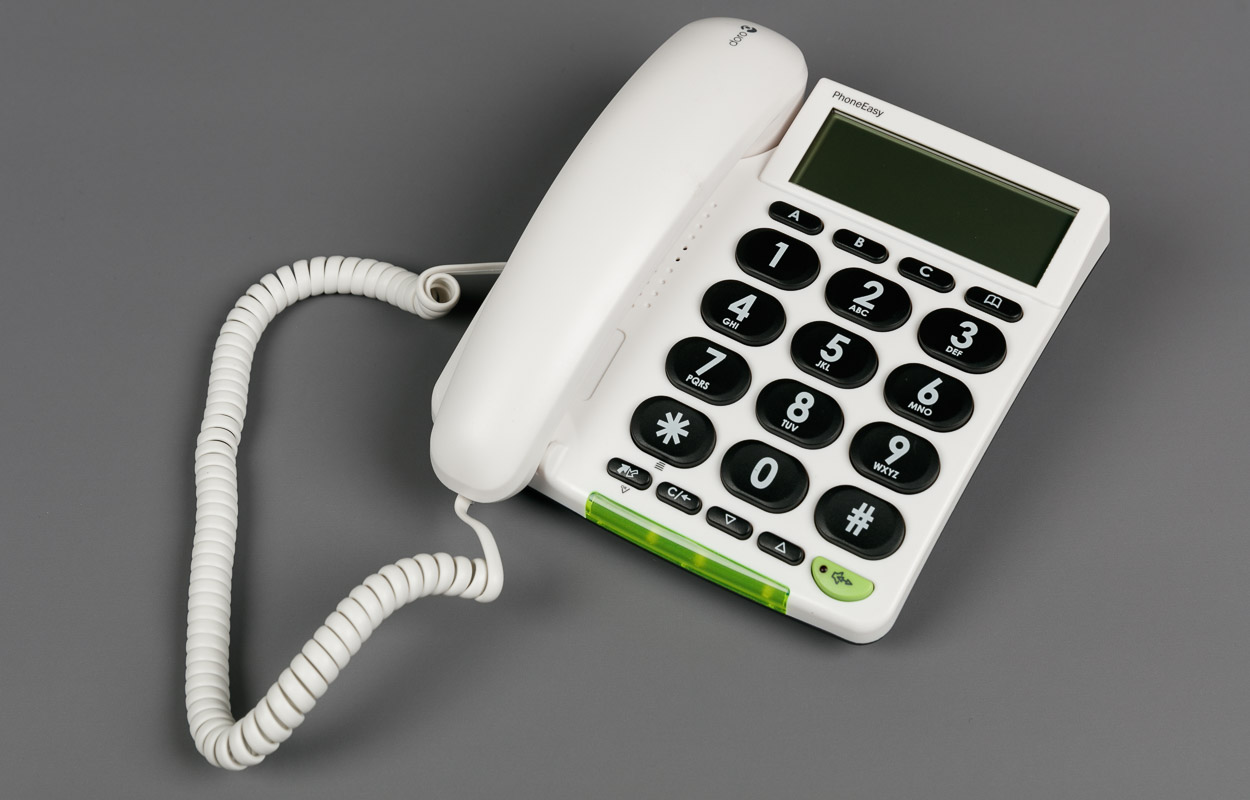 doro
PhoneEasy
A
B
C
1
2
ABC
3
DEF
4
GHI
5
JKL
6
MNO
7
PQRS
8
TUV
9
WXYZ
*
0
#
C/←